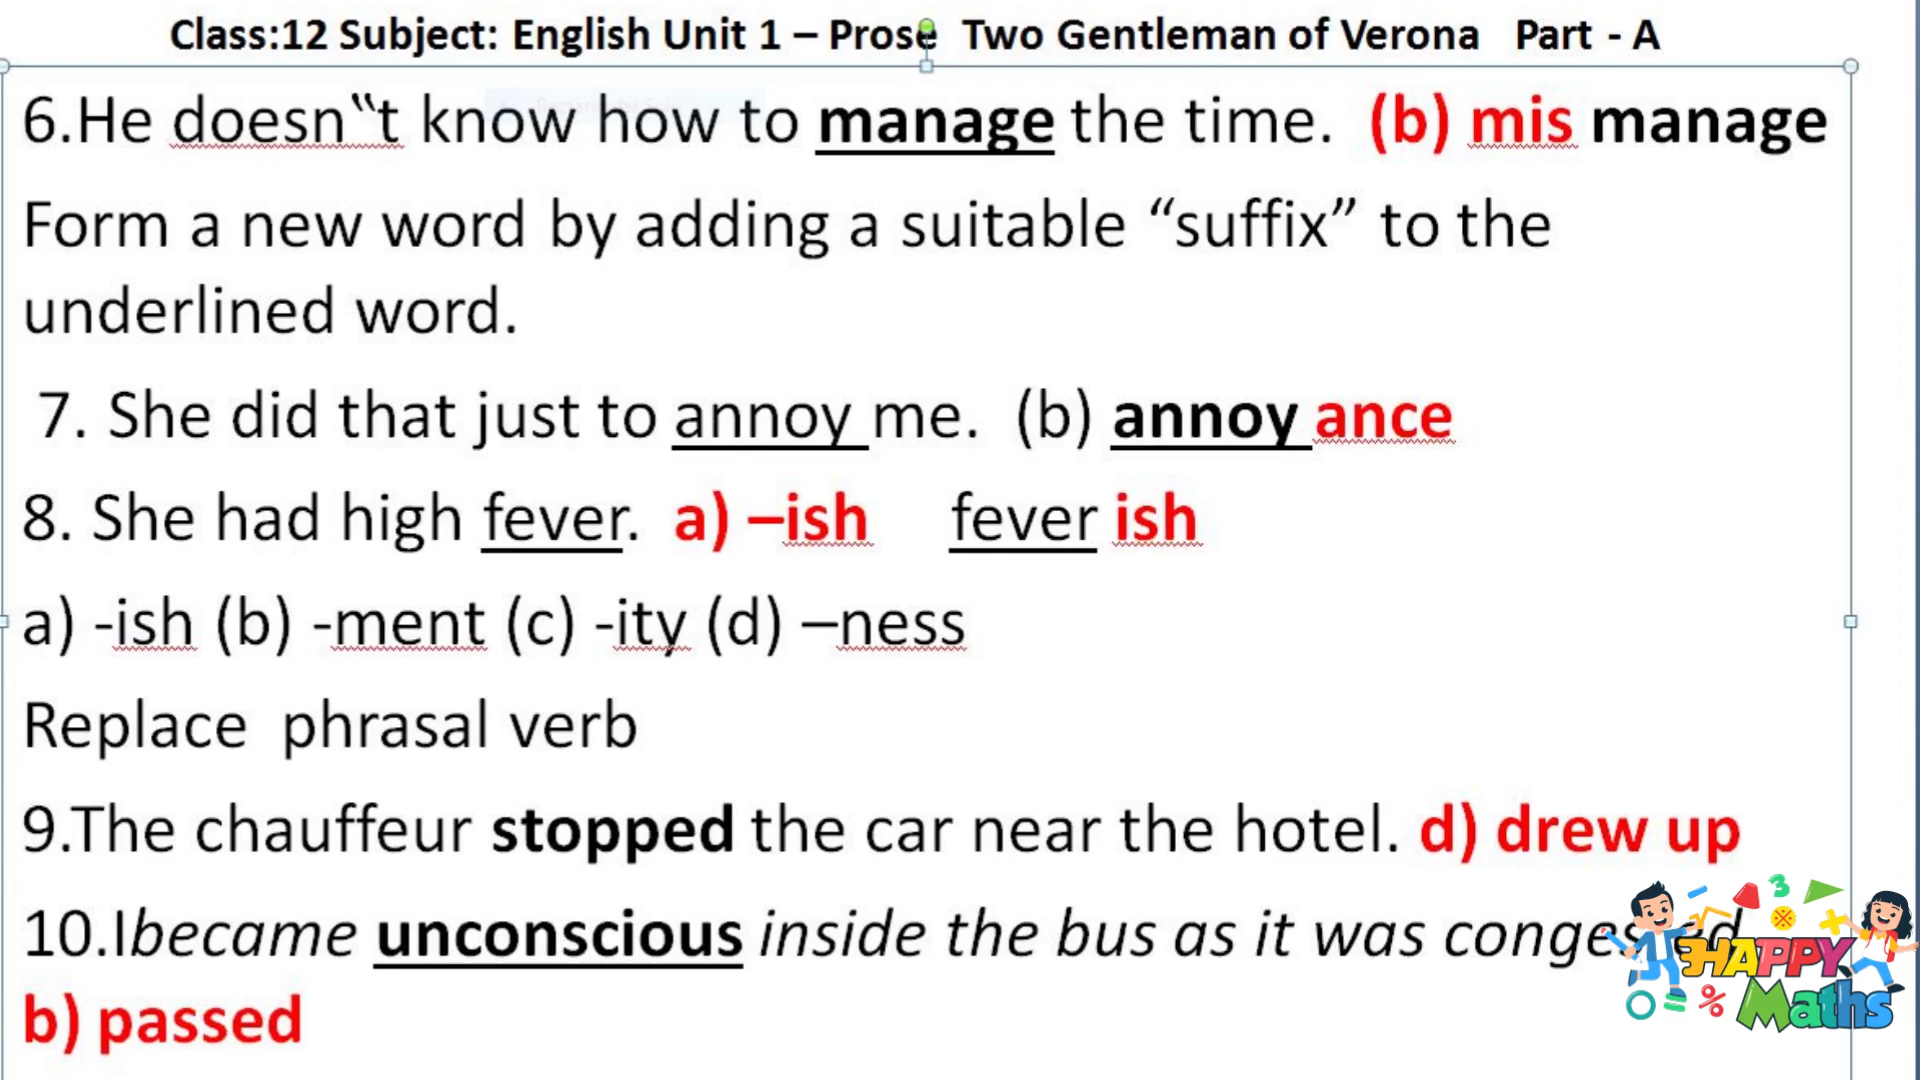 Class:12 Subject: English Unit 1 – Prose Two Gentleman of Verona Part - A
6.He doesn‟t know how to manage the time. (b) mis manage
Form a new word by adding a suitable “suffix” to the
underlined word.
7. She did that just to annoy me. (b) annoy ance
8. She had high fever. a) –ish fever ish
a) -ish (b) -ment (c) -ity (d) –ness
Replace phrasal verb
9.The chauffeur stopped the car near the hotel. d) drew up
10.Ibecame unconscious inside the bus as it was congested
b) passed
3
HAPPY
Maths